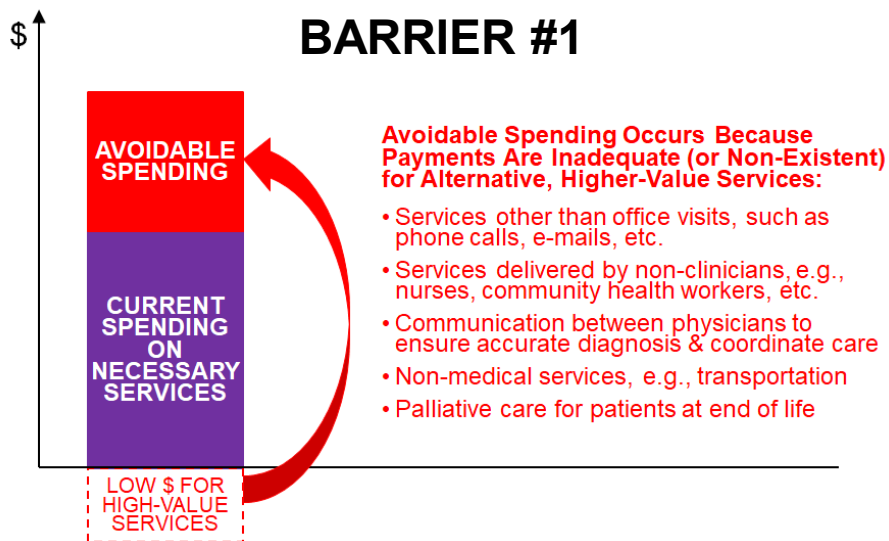 $
BARRIER #1
AVOIDABLE
SPENDING
CURRENT
SPENDING
ON
NECESSARY
SERVICES
LOW $ FOR
HIGH-VALUE
SERVICES
Avoidable Spending Occurs Because
Payments Are Inadequate (or Non-Existent)
for Alternative, Higher-Value Services:
• Services other than office visits, such as
phone calls, e-mails, etc.
• Services delivered by non-clinicians, e.g.,
nurses, community health workers, etc.
• Communication between physicians to
ensure accurate diagnosis & coordinate care
• Non-medical services, e.g., transportation
• Palliative care for patients at end of life